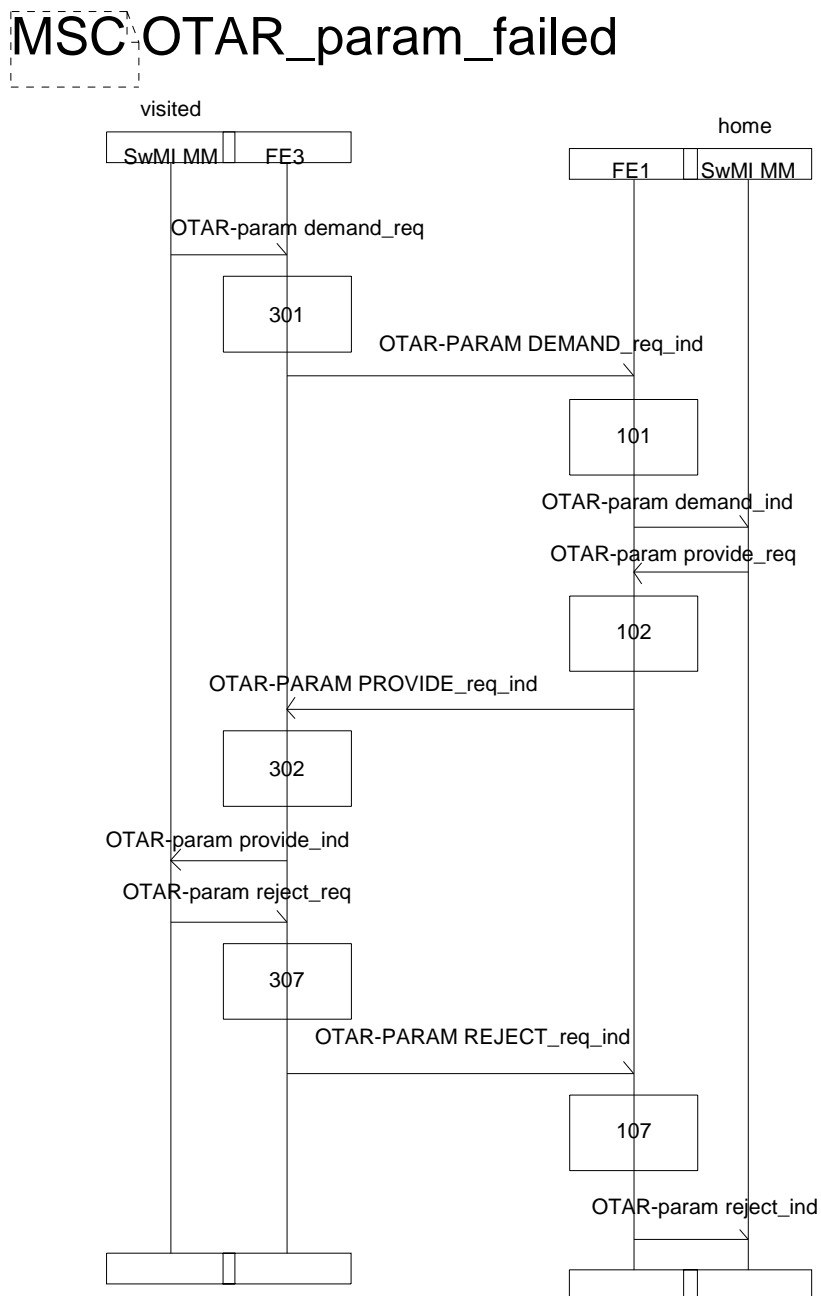 MSC OTAR_param_failed
visited
home
SwMI MM FE3
FE1 SwMI MM
OTAR-param demand_req
301
OTAR-PARAM DEMAND_req_ind
101
OTAR-param demand_ind
OTAR-param provide_req
102
OTAR-PARAM PROVIDE_req_ind
302
OTAR-param provide_ind
OTAR-param reject_req
307
OTAR-PARAM REJECT_req_ind
107
OTAR-param reject_ind